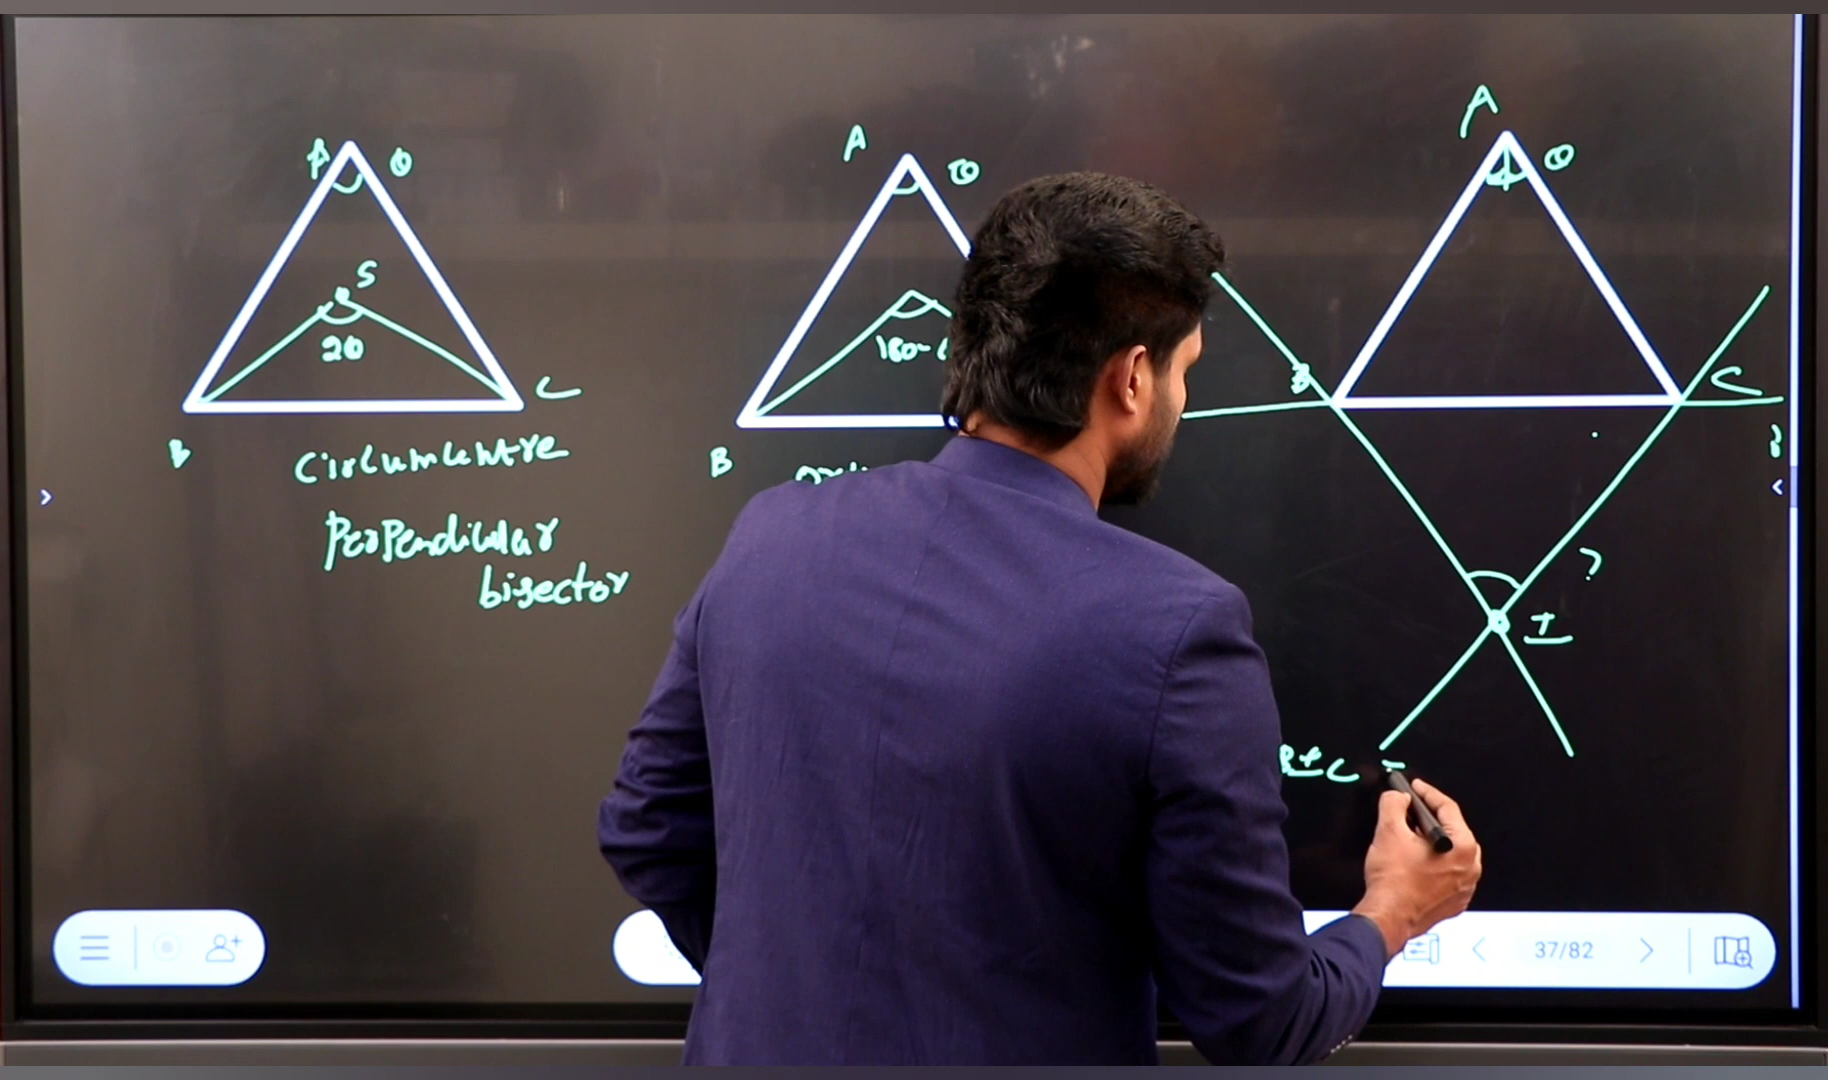 A θ
S
2θ
B
C
Circumcentre
Perpendicular
bisector
A θ
180-
B
A θ
B
C
?
?
I
B+C =
37/82